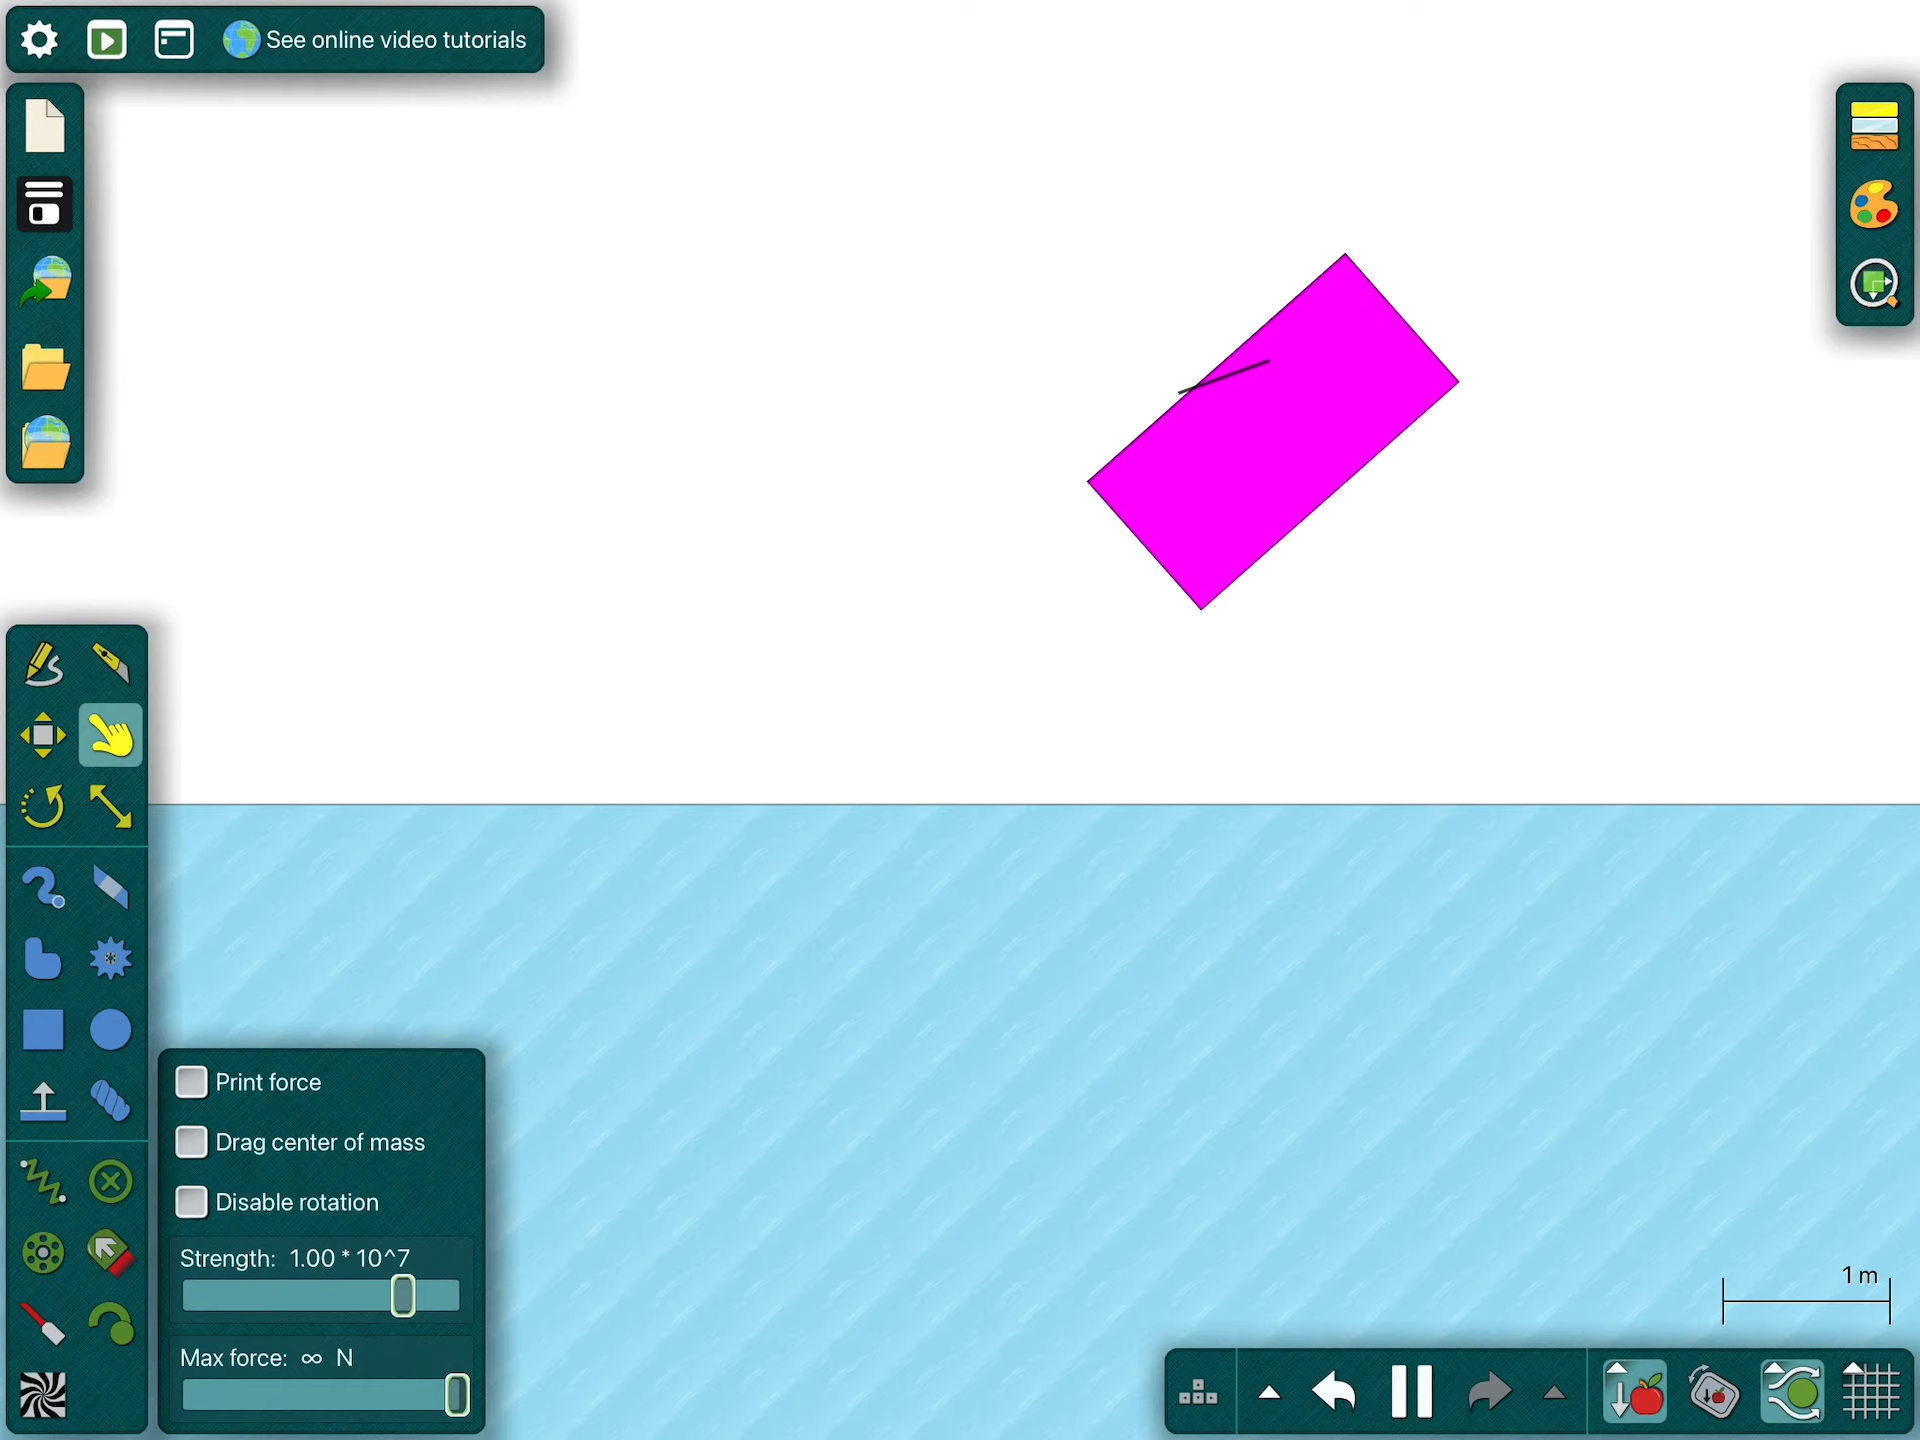 See online video tutorials
Print force
Drag center of mass
Disable rotation
Strength: 1.00 * 10^7
Max force: ∞ N
1 m